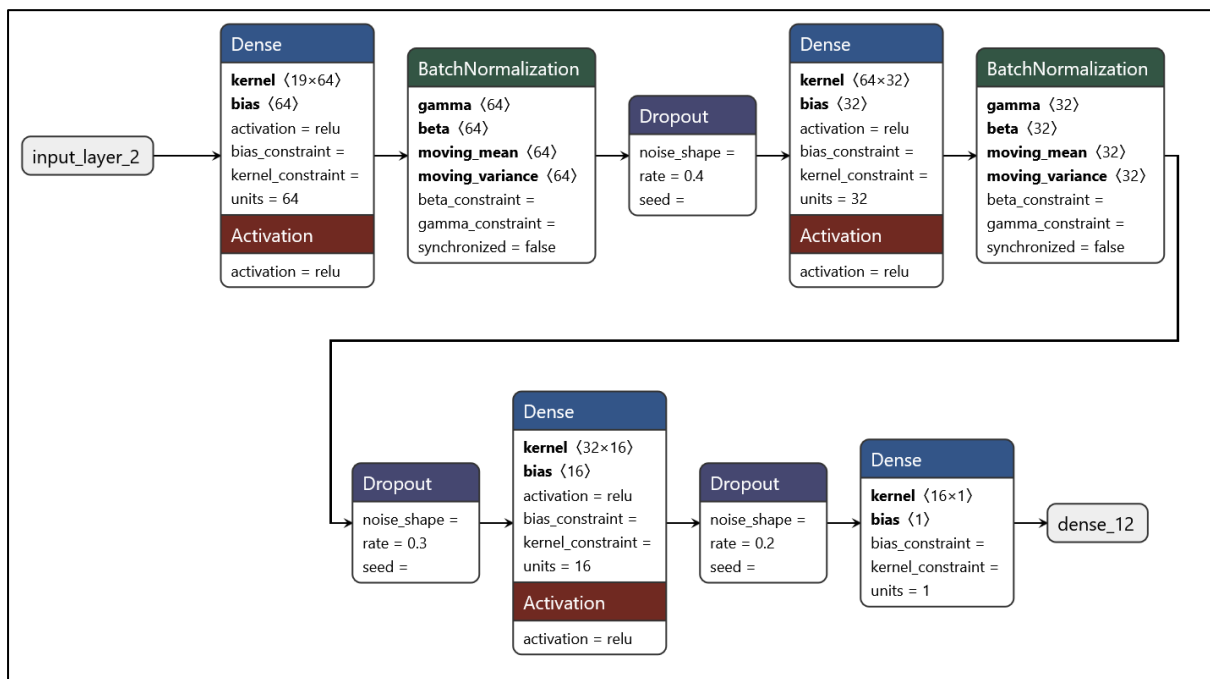 input_layer_2
Dense
kernel 〈19×64〉
bias 〈64〉
activation = relu
bias_constraint =
kernel_constraint =
units = 64
Activation
activation = relu
BatchNormalization
gamma 〈64〉
beta 〈64〉
moving_mean 〈64〉
moving_variance 〈64〉
beta_constraint =
gamma_constraint =
synchronized = false
Dropout
noise_shape =
rate = 0.4
seed =
Dense
kernel 〈64×32〉
bias 〈32〉
activation = relu
bias_constraint =
kernel_constraint =
units = 32
Activation
activation = relu
BatchNormalization
gamma 〈32〉
beta 〈32〉
moving_mean 〈32〉
moving_variance 〈32〉
beta_constraint =
gamma_constraint =
synchronized = false
Dropout
noise_shape =
rate = 0.3
seed =
Dense
kernel 〈32×16〉
bias 〈16〉
activation = relu
bias_constraint =
kernel_constraint =
units = 16
Activation
activation = relu
Dropout
noise_shape =
rate = 0.2
seed =
Dense
kernel 〈16×1〉
bias 〈1〉
bias_constraint =
kernel_constraint =
units = 1
dense_12